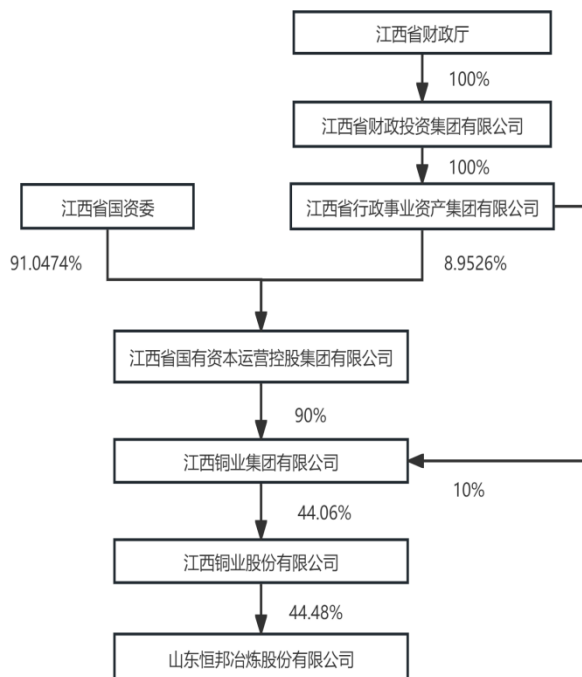 江西省财政厅
100%
江西省财政投资集团有限公司
100%
江西省国资委
江西省行政事业资产集团有限公司
91.0474%
8.9526%
江西省国有资本运营控股集团有限公司
90%
江西铜业集团有限公司
10%
44.06%
江西铜业股份有限公司
44.48%
山东恒邦冶炼股份有限公司